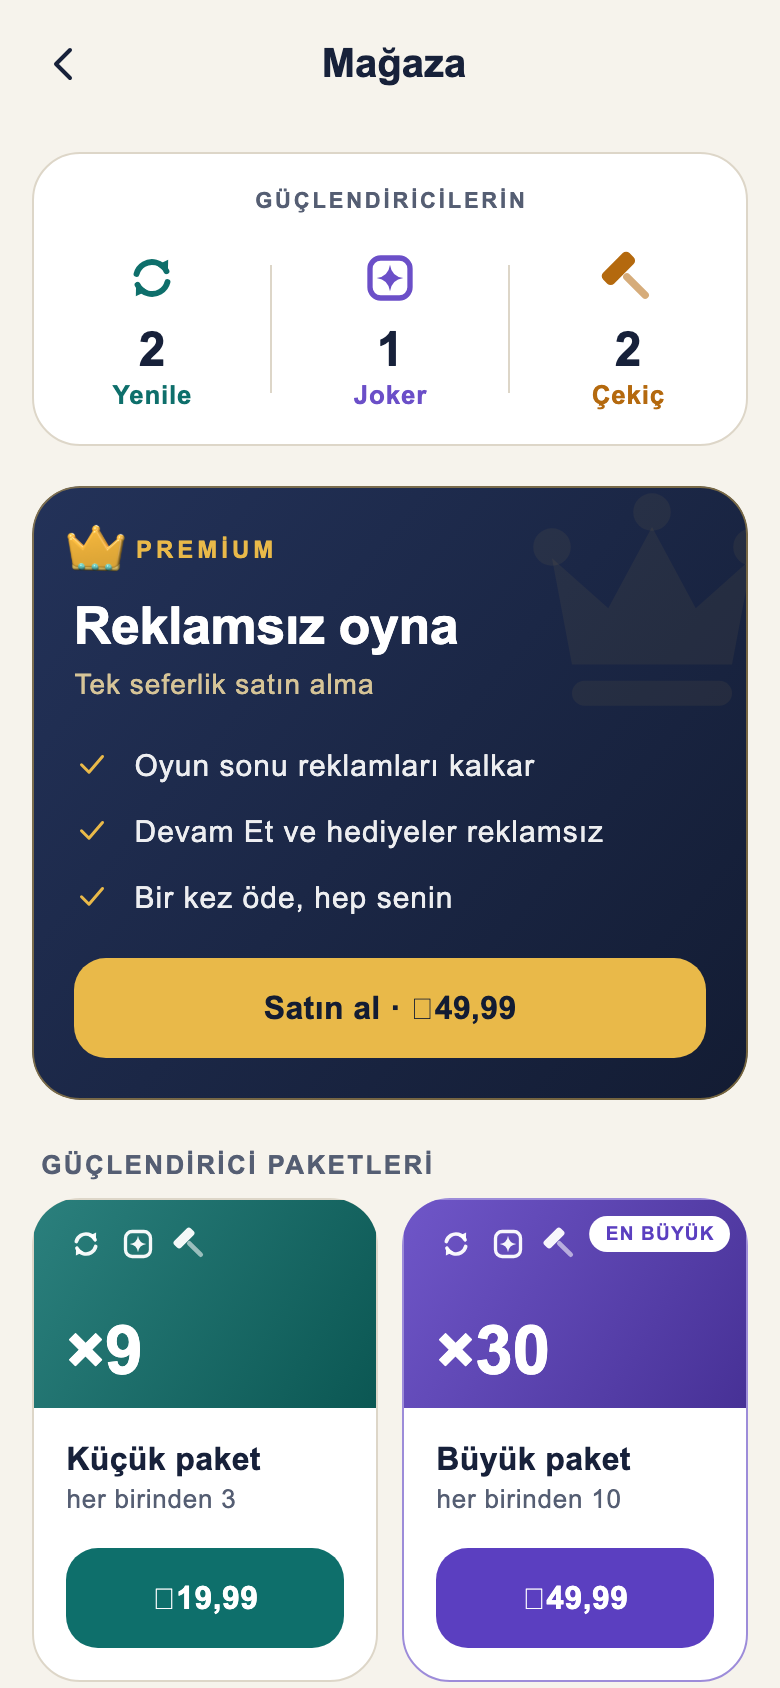 Mağaza
GÜÇLENDİRİCİLERİN
2
Yenile
1
Joker
2
Çekiç
PREMİUM
Reklamsız oyna
Tek seferlik satın alma
Oyun sonu reklamları kalkar
Devam Et ve hediyeler reklamsız
Bir kez öde, hep senin
Satın al · □49,99
GÜÇLENDİRİCİ PAKETLERİ
×9
Küçük paket
her birinden 3
□19,99
EN BÜYÜK
×30
Büyük paket
her birinden 10
□49,99